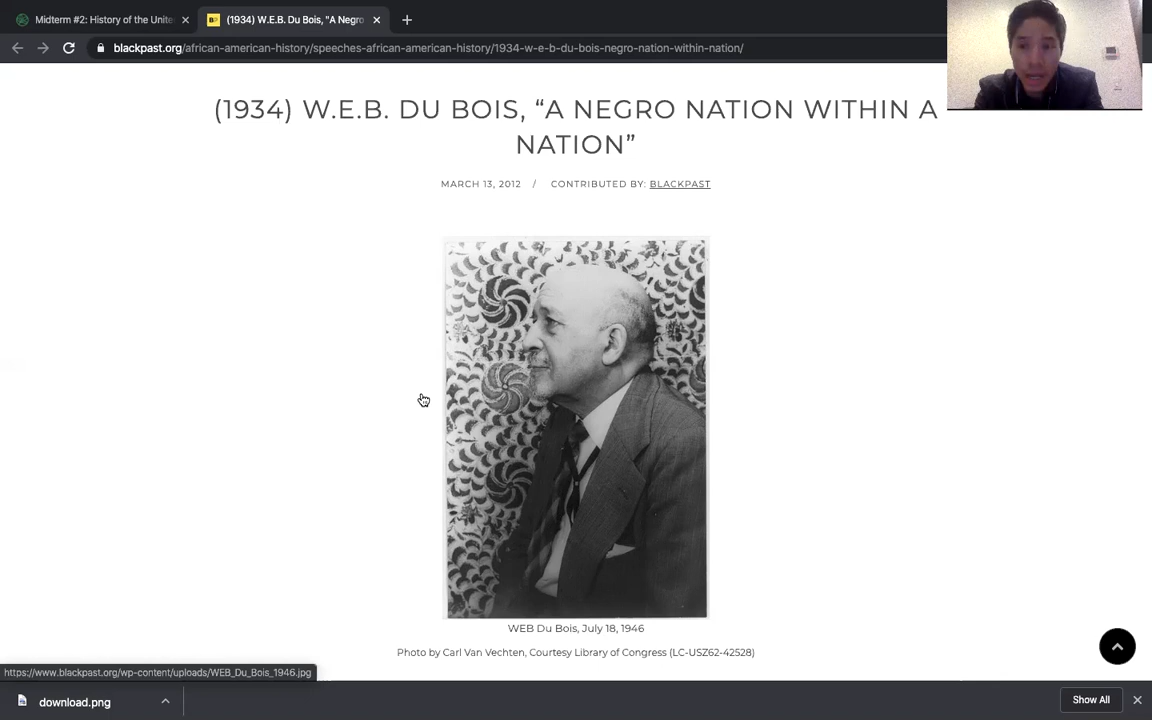 Midterm #2: History of the Unite
(1934) W.E.B. Du Bois, "A Negro
blackpast.org/african-american-history/speeches-african-american-history/1934-w-e-b-du-bois-negro-nation-within-nation/
(1934) W.E.B. DU BOIS, “A NEGRO NATION WITHIN A
NATION”
MARCH 13, 2012 / CONTRIBUTED BY: BLACKPAST
WEB Du Bois, July 18, 1946
Photo by Carl Van Vechten, Courtesy Library of Congress (LC-USZ62-42528)
https://www.blackpast.org/wp-content/uploads/WEB_Du_Bois_1946.jpg
download.png
Show All